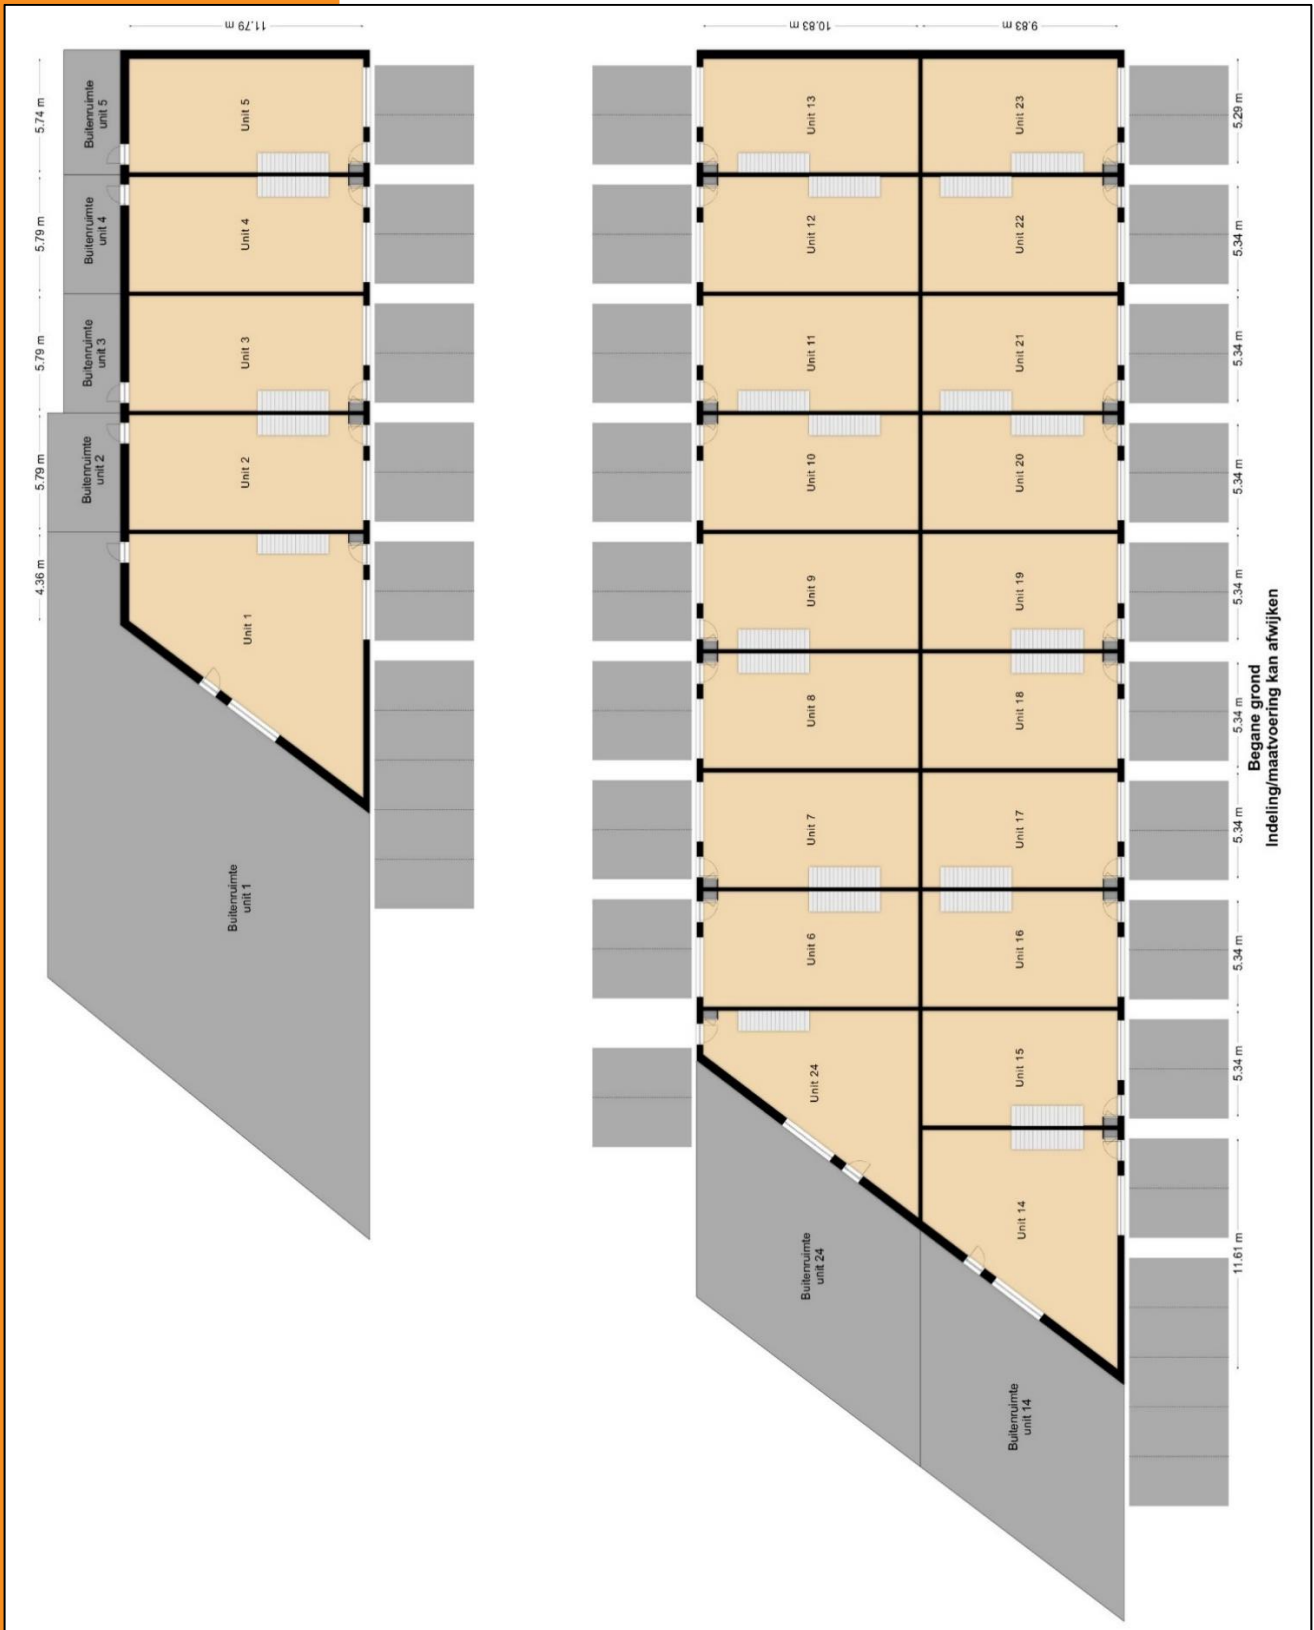 11.79 m
10.83 m
9.83 m
5.74 m
5.79 m
5.79 m
5.79 m
4.36 m
Buitenruimte
unit 5
Buitenruimte
unit 4
Buitenruimte
unit 3
Buitenruimte
unit 2
Buitenruimte
unit 1
Unit 5
Unit 4
Unit 3
Unit 2
Unit 1
Unit 13
Unit 12
Unit 11
Unit 10
Unit 9
Unit 8
Unit 7
Unit 6
Unit 24
Buitenruimte
unit 24
Unit 23
Unit 22
Unit 21
Unit 20
Unit 19
Unit 18
Unit 17
Unit 16
Unit 15
Unit 14
Buitenruimte
unit 14
5.29 m
5.34 m
5.34 m
5.34 m
5.34 m
5.34 m
5.34 m
5.34 m
5.34 m
11.61 m
Begane grond
Indeling/maatvoering kan afwijken